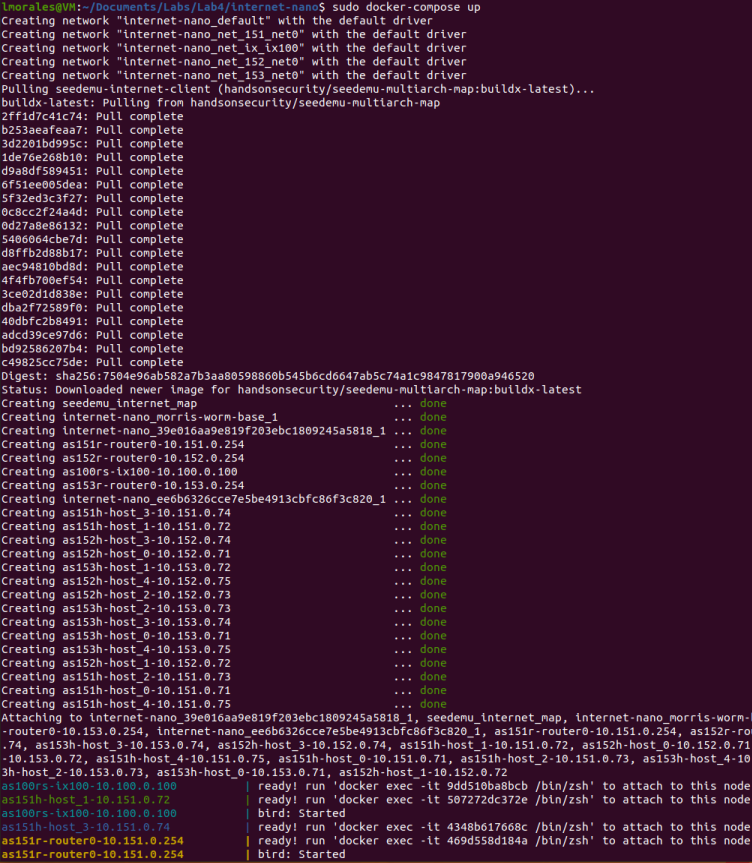 lmorales@VM:~/Documents/Labs/Lab4/internet-nano$ sudo docker-compose up
Creating network "internet-nano_default" with the default driver
Creating network "internet-nano_net_151_net0" with the default driver
Creating network "internet-nano_net_ix_ix100" with the default driver
Creating network "internet-nano_net_152_net0" with the default driver
Creating network "internet-nano_net_153_net0" with the default driver
Pulling seedemu-internet-client (handsonsecurity/seedemu-multiarch-map:buildx-latest)...
buildx-latest: Pulling from handsonsecurity/seedemu-multiarch-map
2ff1d7c41c74: Pull complete
b253aeafeaa7: Pull complete
3d2201bd995c: Pull complete
1de76e268b10: Pull complete
d9a8df589451: Pull complete
6f51ee005dea: Pull complete
5f32ed3c3f27: Pull complete
0c8cc2f24a4d: Pull complete
0d27a8e86132: Pull complete
5406064cbe7d: Pull complete
d8ffb2d88b17: Pull complete
aec94810bd8d: Pull complete
4f4fb700ef54: Pull complete
3ce02d1d838e: Pull complete
dba2f72589f0: Pull complete
40dbfc2b8491: Pull complete
adcd39ce97d6: Pull complete
bd92586207b4: Pull complete
c49825cc75de: Pull complete
Digest: sha256:7504e96ab582a7b3aa80598860b545b6cd6647ab5c74a1c9847817900a946520
Status: Downloaded newer image for handsonsecurity/seedemu-multiarch-map:buildx-latest
Creating seedemu_internet_map ... done
Creating internet-nano_morris-worm-base_1 ... done
Creating internet-nano_39e016aa9e819f203ebc1809245a5818_1 ... done
Creating as151r-router0-10.151.0.254 ... done
Creating as152r-router0-10.152.0.254 ... done
Creating as100rs-ix100-10.100.0.100 ... done
Creating as153r-router0-10.153.0.254 ... done
Creating internet-nano_ee6b6326cce7e5be4913cbfc86f3c820_1 ... done
Creating as151h-host_3-10.151.0.74 ... done
Creating as151h-host_1-10.151.0.72 ... done
Creating as152h-host_3-10.152.0.74 ... done
Creating as152h-host_0-10.152.0.71 ... done
Creating as153h-host_1-10.153.0.72 ... done
Creating as152h-host_4-10.152.0.75 ... done
Creating as152h-host_2-10.152.0.73 ... done
Creating as153h-host_2-10.153.0.73 ... done
Creating as153h-host_3-10.153.0.74 ... done
Creating as153h-host_0-10.153.0.71 ... done
Creating as153h-host_4-10.153.0.75 ... done
Creating as152h-host_1-10.152.0.72 ... done
Creating as151h-host_2-10.151.0.73 ... done
Creating as151h-host_0-10.151.0.71 ... done
Creating as151h-host_4-10.151.0.75 ... done
Attaching to internet-nano_39e016aa9e819f203ebc1809245a5818_1, seedemu_internet_map, internet-nano_morris-worm-b
-router0-10.153.0.254, internet-nano_ee6b6326cce7e5be4913cbfc86f3c820_1, as151r-router0-10.151.0.254, as152r-rou
.74, as153h-host_3-10.153.0.74, as152h-host_3-10.152.0.74, as151h-host_1-10.151.0.72, as152h-host_0-10.152.0.71
-10.153.0.72, as151h-host_4-10.151.0.75, as151h-host_0-10.151.0.71, as151h-host_2-10.151.0.73, as153h-host_4-10
3h-host_2-10.153.0.73, as153h-host_0-10.153.0.71, as152h-host_1-10.152.0.72
as100rs-ix100-10.100.0.100 | ready! run 'docker exec -it 9dd510ba8bcb /bin/zsh' to attach to this node
as151h-host_1-10.151.0.72 | ready! run 'docker exec -it 507272dc372e /bin/zsh' to attach to this node
as100rs-ix100-10.100.0.100 | bird: Started
as151h-host_3-10.151.0.74 | ready! run 'docker exec -it 4348b617668c /bin/zsh' to attach to this node
as151r-router0-10.151.0.254 | ready! run 'docker exec -it 469d558d184a /bin/zsh' to attach to this node
as151r-router0-10.151.0.254 | bird: Started